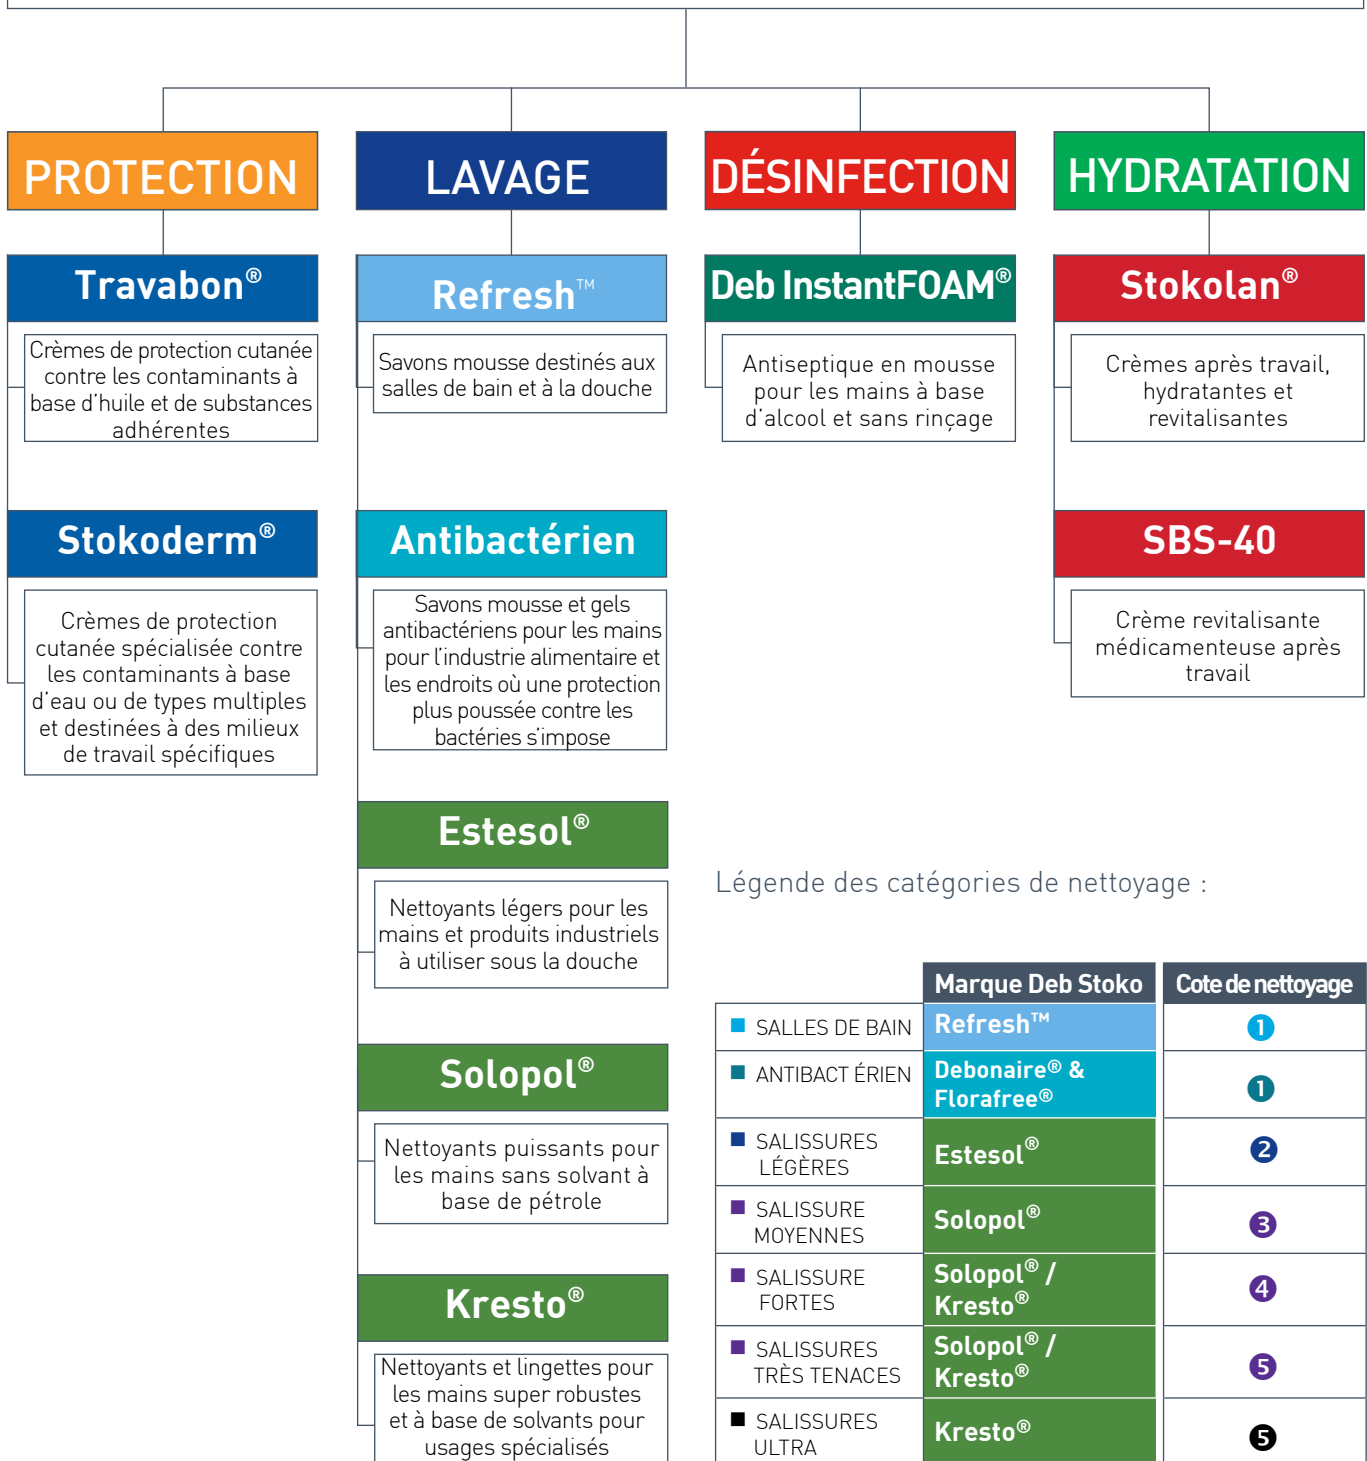 PROTECTION
Travabon®
Crèmes de protection cutanée
contre les contaminants à
base d'huile et de substances
adhérentes
Stokoderm®
Crèmes de protection
cutanée spécialisée contre
les contaminants à base
d'eau ou de types multiples
et destinées à des milieux
de travail spécifiques
LAVAGE
Refresh™
Savons mousse destinés aux
salles de bain et à la douche
Antibactérien
Savons mousse et gels
antibactériens pour les mains
pour l'industrie alimentaire et
les endroits où une protection
plus poussée contre les
bactéries s'impose
Estesol®
Nettoyants légers pour les
mains et produits industriels
à utiliser sous la douche
Solopol®
Nettoyants puissants pour
les mains sans solvant à
base de pétrole
Kresto®
Nettoyants et lingettes pour
les mains super robustes
et à base de solvants pour
usages spécialisés
DÉSINFECTION
Deb InstantFOAM®
Antiseptique en mousse
pour les mains à base
d'alcool et sans rinçage
HYDRATATION
Stokolan®
Crèmes après travail,
hydratantes et
revitalisantes
SBS-40
Crème revitalisante
médicamenteuse après
travail
Légende des catégories de nettoyage :
Marque Deb Stoko Cote de nettoyage
■ SALLES DE BAIN Refresh™ ❶
■ ANTIBACT ÉRIEN Debonaire® &
Florafree® ❶
■ SALISSURES
LÉGÈRES Estesol® ❷
■ SALISSURE
MOYENNES Solopol® ❸
■ SALISSURE
FORTES Solopol® /
Kresto® ❹
■ SALISSURES
TRÈS TENACES Solopol® /
Kresto® ❺
■ SALISSURES
ULTRA Kresto® ❺